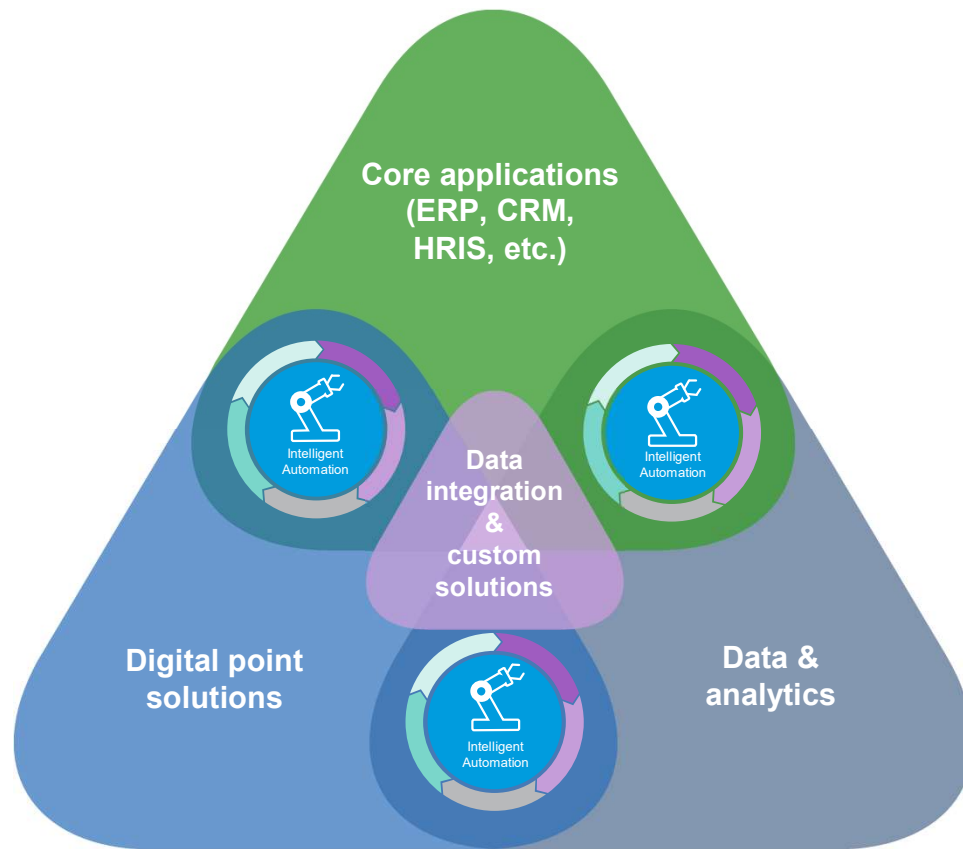 Core applications
(ERP, CRM,
HRIS, etc.)
Intelligent
Automation
Intelligent
Automation
Data
integration
&
custom
solutions
Digital point
solutions
Data &
analytics
Intelligent
Automation